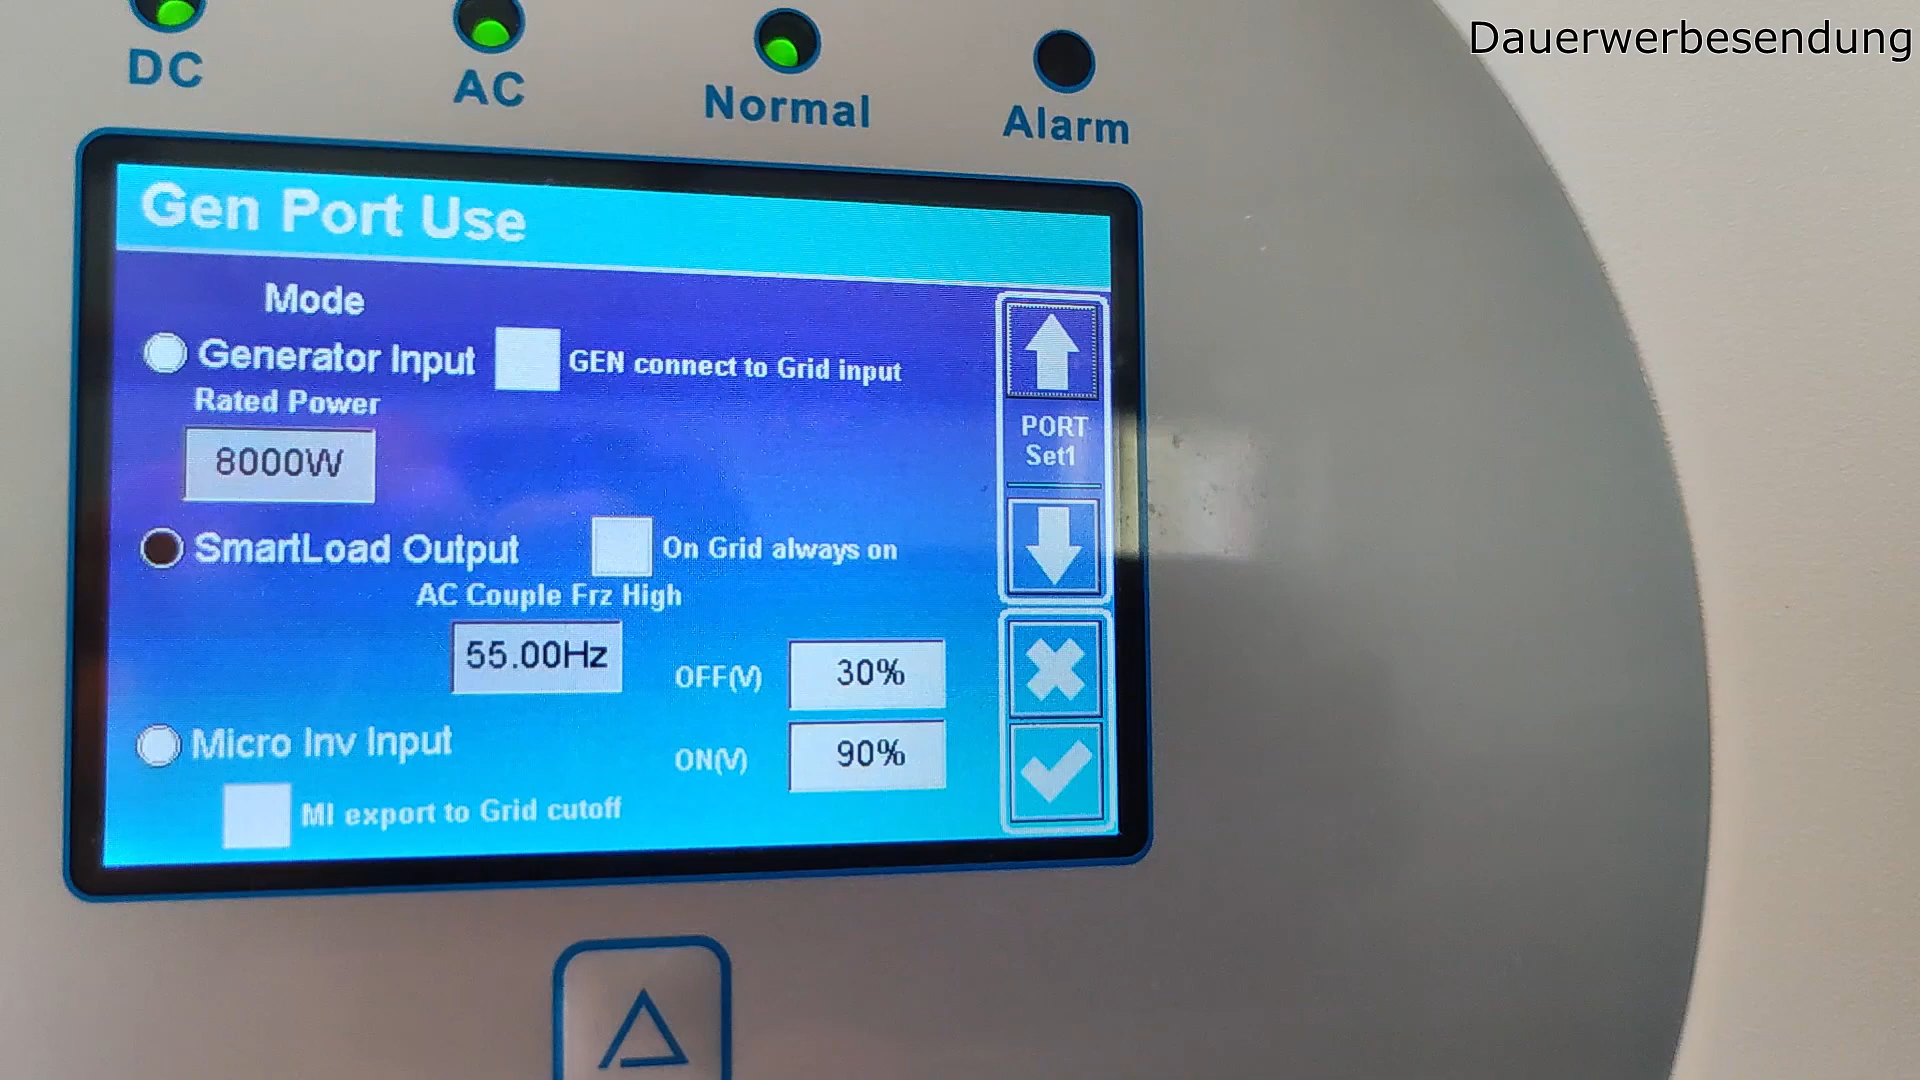 Dauerwerbesendung
DC
AC
Normal
Alarm
Gen Port Use
Mode
Generator Input
GEN connect to Grid input
Rated Power
8000W
PORT
Set1
SmartLoad Output
On Grid always on
AC Couple Frz High
55.00Hz
OFF(V)
30%
Micro Inv Input
ON(V)
90%
MI export to Grid cutoff